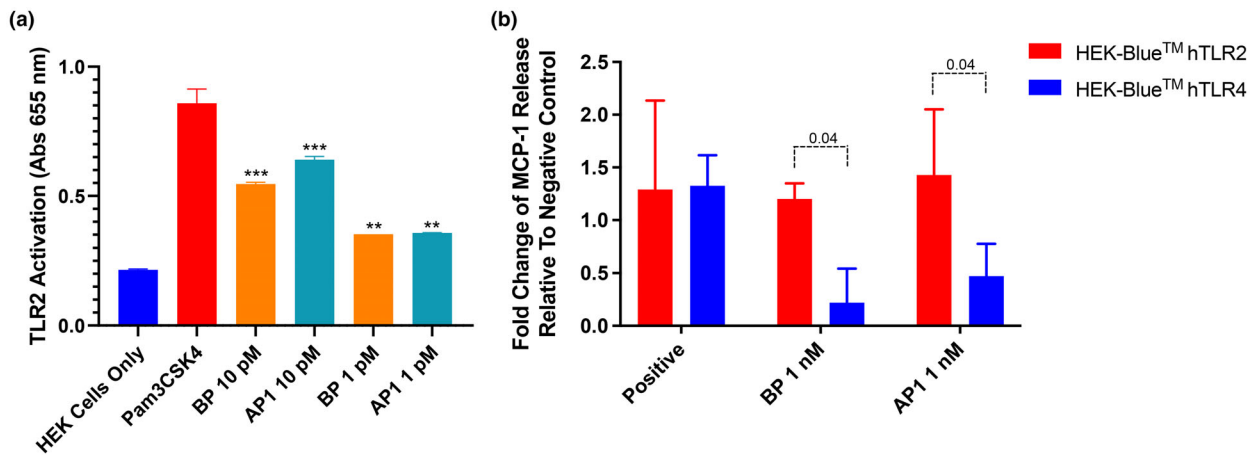 (a)
TLR2 Activation (Abs 655 nm)
1.0
0.5
0.0
***
***
**
**
HEK Cells Only
Pam3CSK4
BP 10 pM
AP1 10 pM
BP 1 pM
AP1 1 pM
(b)
Fold Change of MCP-1 Release
Relative To Negative Control
2.5
2.0
1.5
1.0
0.5
0.0
0.04
0.04
Positive
BP 1 nM
AP1 1 nM
HEK-Blue™ hTLR2
HEK-Blue™ hTLR4